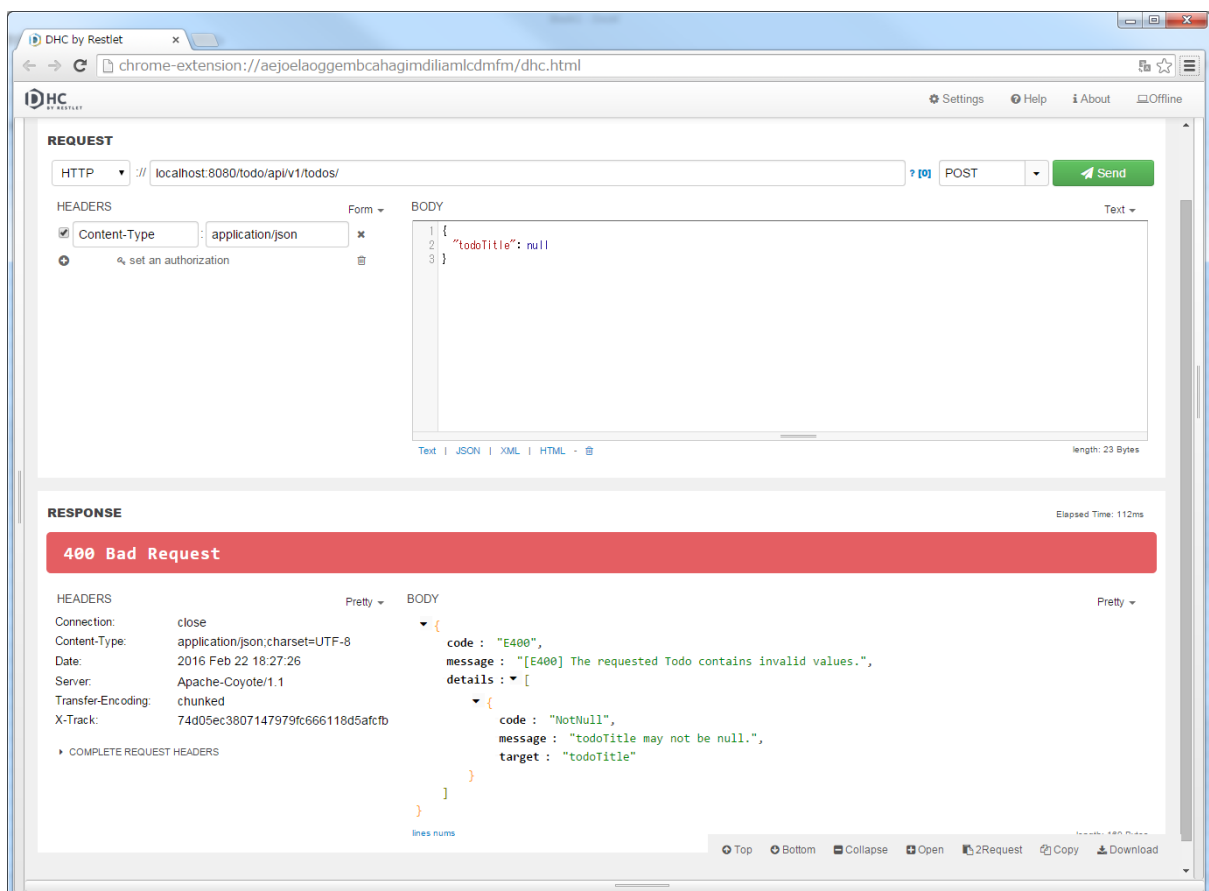 DHC by Restlet
chrome-extension://aejoelaoggembcahagimdiliamlcdmfm/dhc.html
DHC BY RESTLET Settings Help About Offline
REQUEST
HTTP :// localhost:8080/todo/api/v1/todos/ ? [0] POST Send
HEADERS Form BODY Text
Content-Type : application/json
set an authorization
1 {
2 "todoTitle": null
3 }
Text | JSON | XML | HTML - length: 23 Bytes
RESPONSE Elapsed Time: 112ms
400 Bad Request
HEADERS Pretty BODY Pretty
Connection: close {
Content-Type: application/json;charset=UTF-8 code : "E400",
Date: 2016 Feb 22 18:27:26 message : "[E400] The requested Todo contains invalid values.",
Server: Apache-Coyote/1.1 details : [
Transfer-Encoding: chunked {
X-Track: 74d05ec3807147979fc666118d5afcfb code : "NotNull",
message : "todoTitle may not be null.",
COMPLETE REQUEST HEADERS target : "todoTitle"
}
]
}
lines nums
Top Bottom Collapse Open 2Request Copy Download